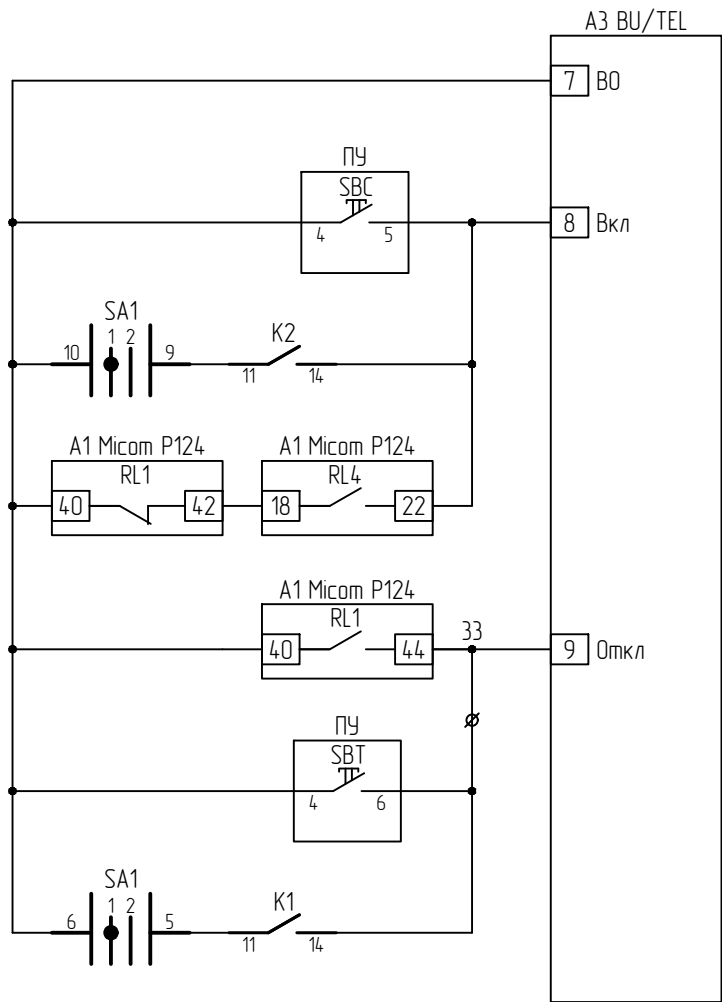 A3 BU/TEL
7 ВО
ПУ
SBC
4 5
8 Вкл
SA1
10 1 2 9
K2
11 14
A1 Micom P124
RL1
40 42
A1 Micom P124
RL4
18 22
A1 Micom P124
RL1
40 44
33
9 Откл
ПУ
SBT
4 6
SA1
6 1 2 5
K1
11 14